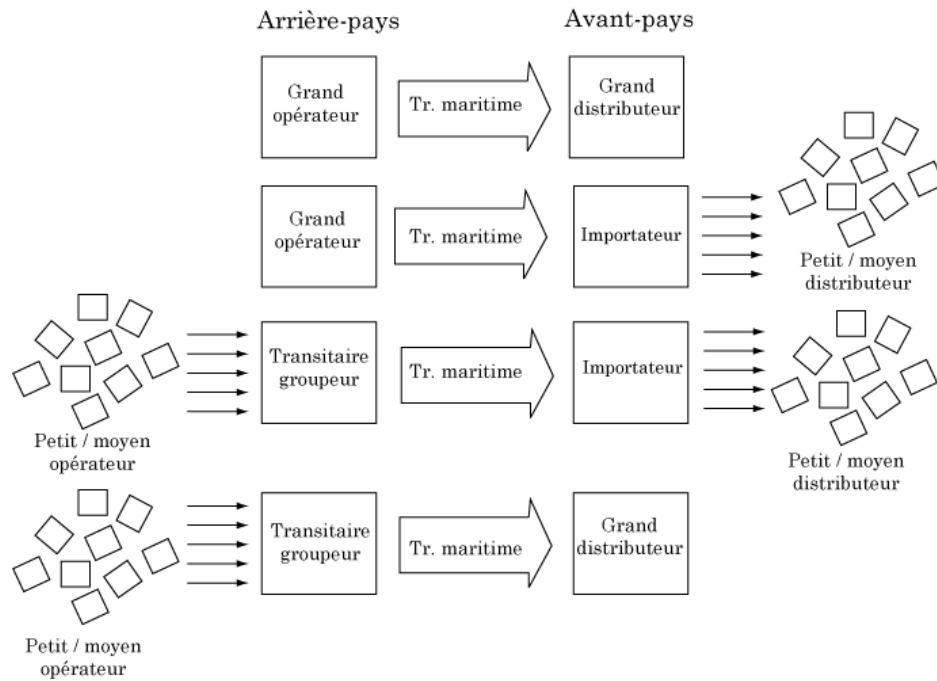 Arrière-pays
Avant-pays
Grand
opérateur
Tr. maritime
Grand
distributeur
Grand
opérateur
Tr. maritime
Importateur
Petit / moyen
distributeur
Petit / moyen
opérateur
Transitaire
groupeur
Tr. maritime
Importateur
Petit / moyen
distributeur
Petit / moyen
opérateur
Transitaire
groupeur
Tr. maritime
Grand
distributeur